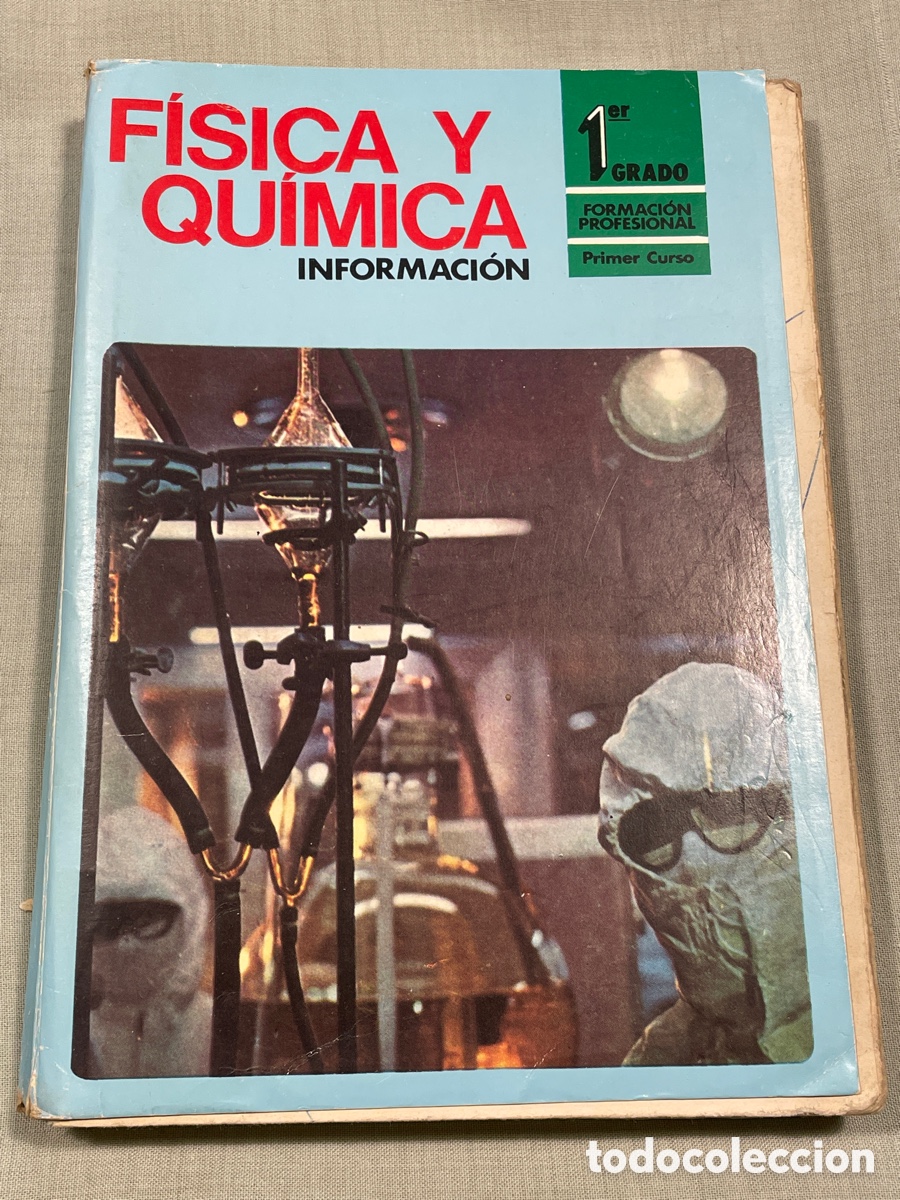 FÍSICA Y
QUÍMICA
INFORMACIÓN
1er
GRADO
FORMACIÓN
PROFESIONAL
Primer Curso
todocoleccion